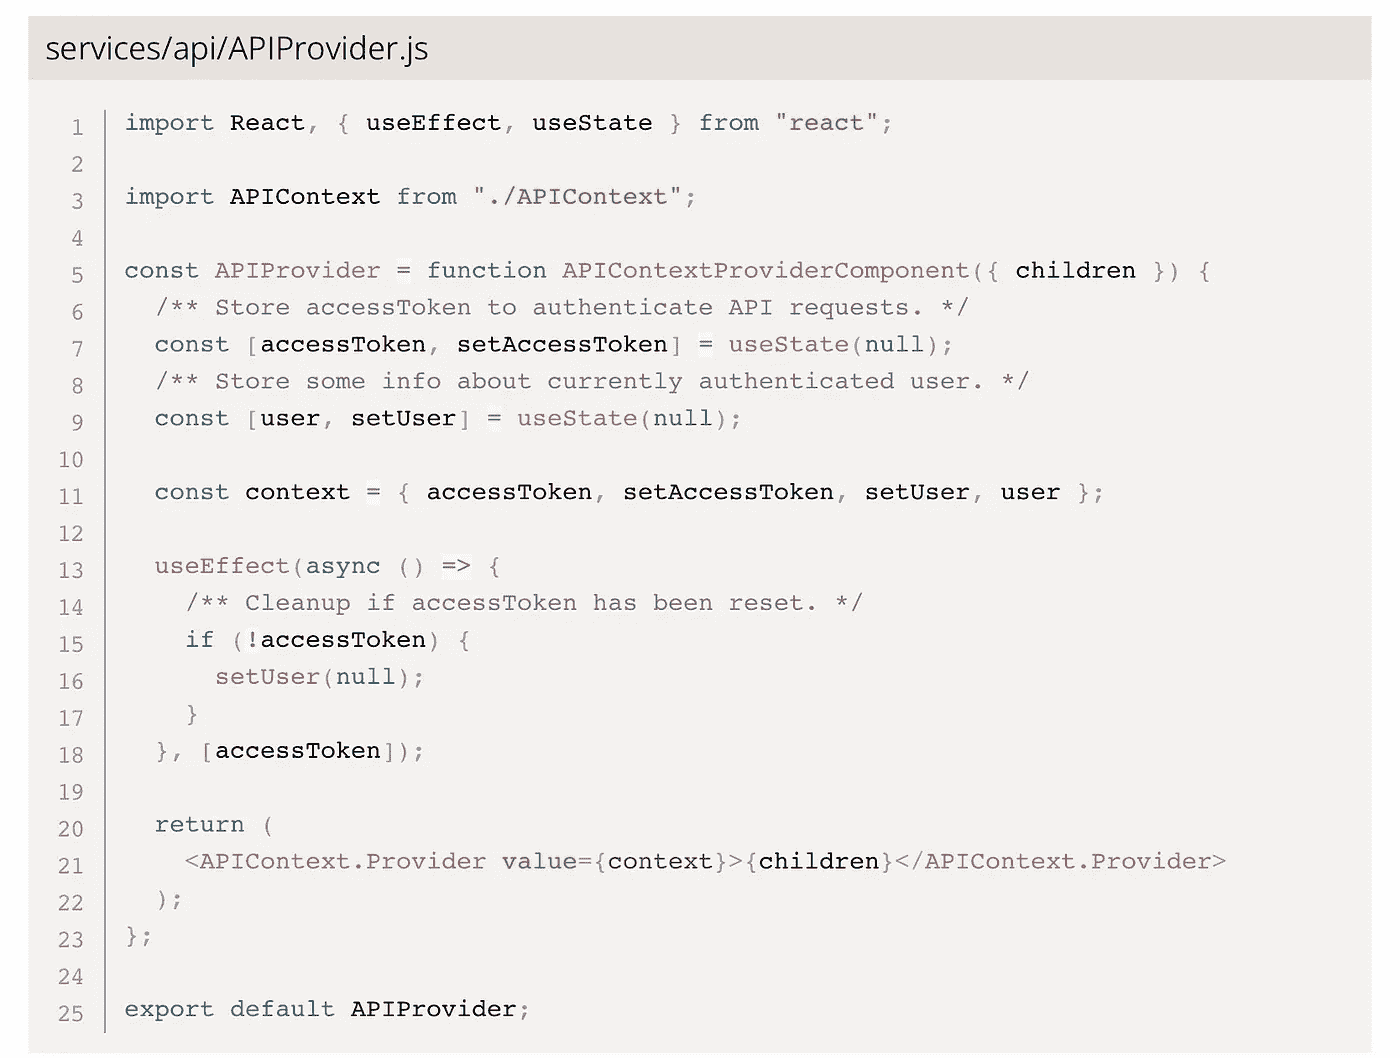 services/api/APIProvider.js
1 import React, { useEffect, useState } from "react";
2
3 import APIContext from "./APIContext";
4
5 const APIProvider = function APIContextProviderComponent({ children }) {
6   /** Store accessToken to authenticate API requests. */
7   const [accessToken, setAccessToken] = useState(null);
8   /** Store some info about currently authenticated user. */
9   const [user, setUser] = useState(null);
10
11   const context = { accessToken, setAccessToken, setUser, user };
12
13   useEffect(async () => {
14     /** Cleanup if accessToken has been reset. */
15     if (!accessToken) {
16       setUser(null);
17     }
18   }, [accessToken]);
19
20   return (
21     <APIContext.Provider value={context}>{children}</APIContext.Provider>
22   );
23 };
24
25 export default APIProvider;